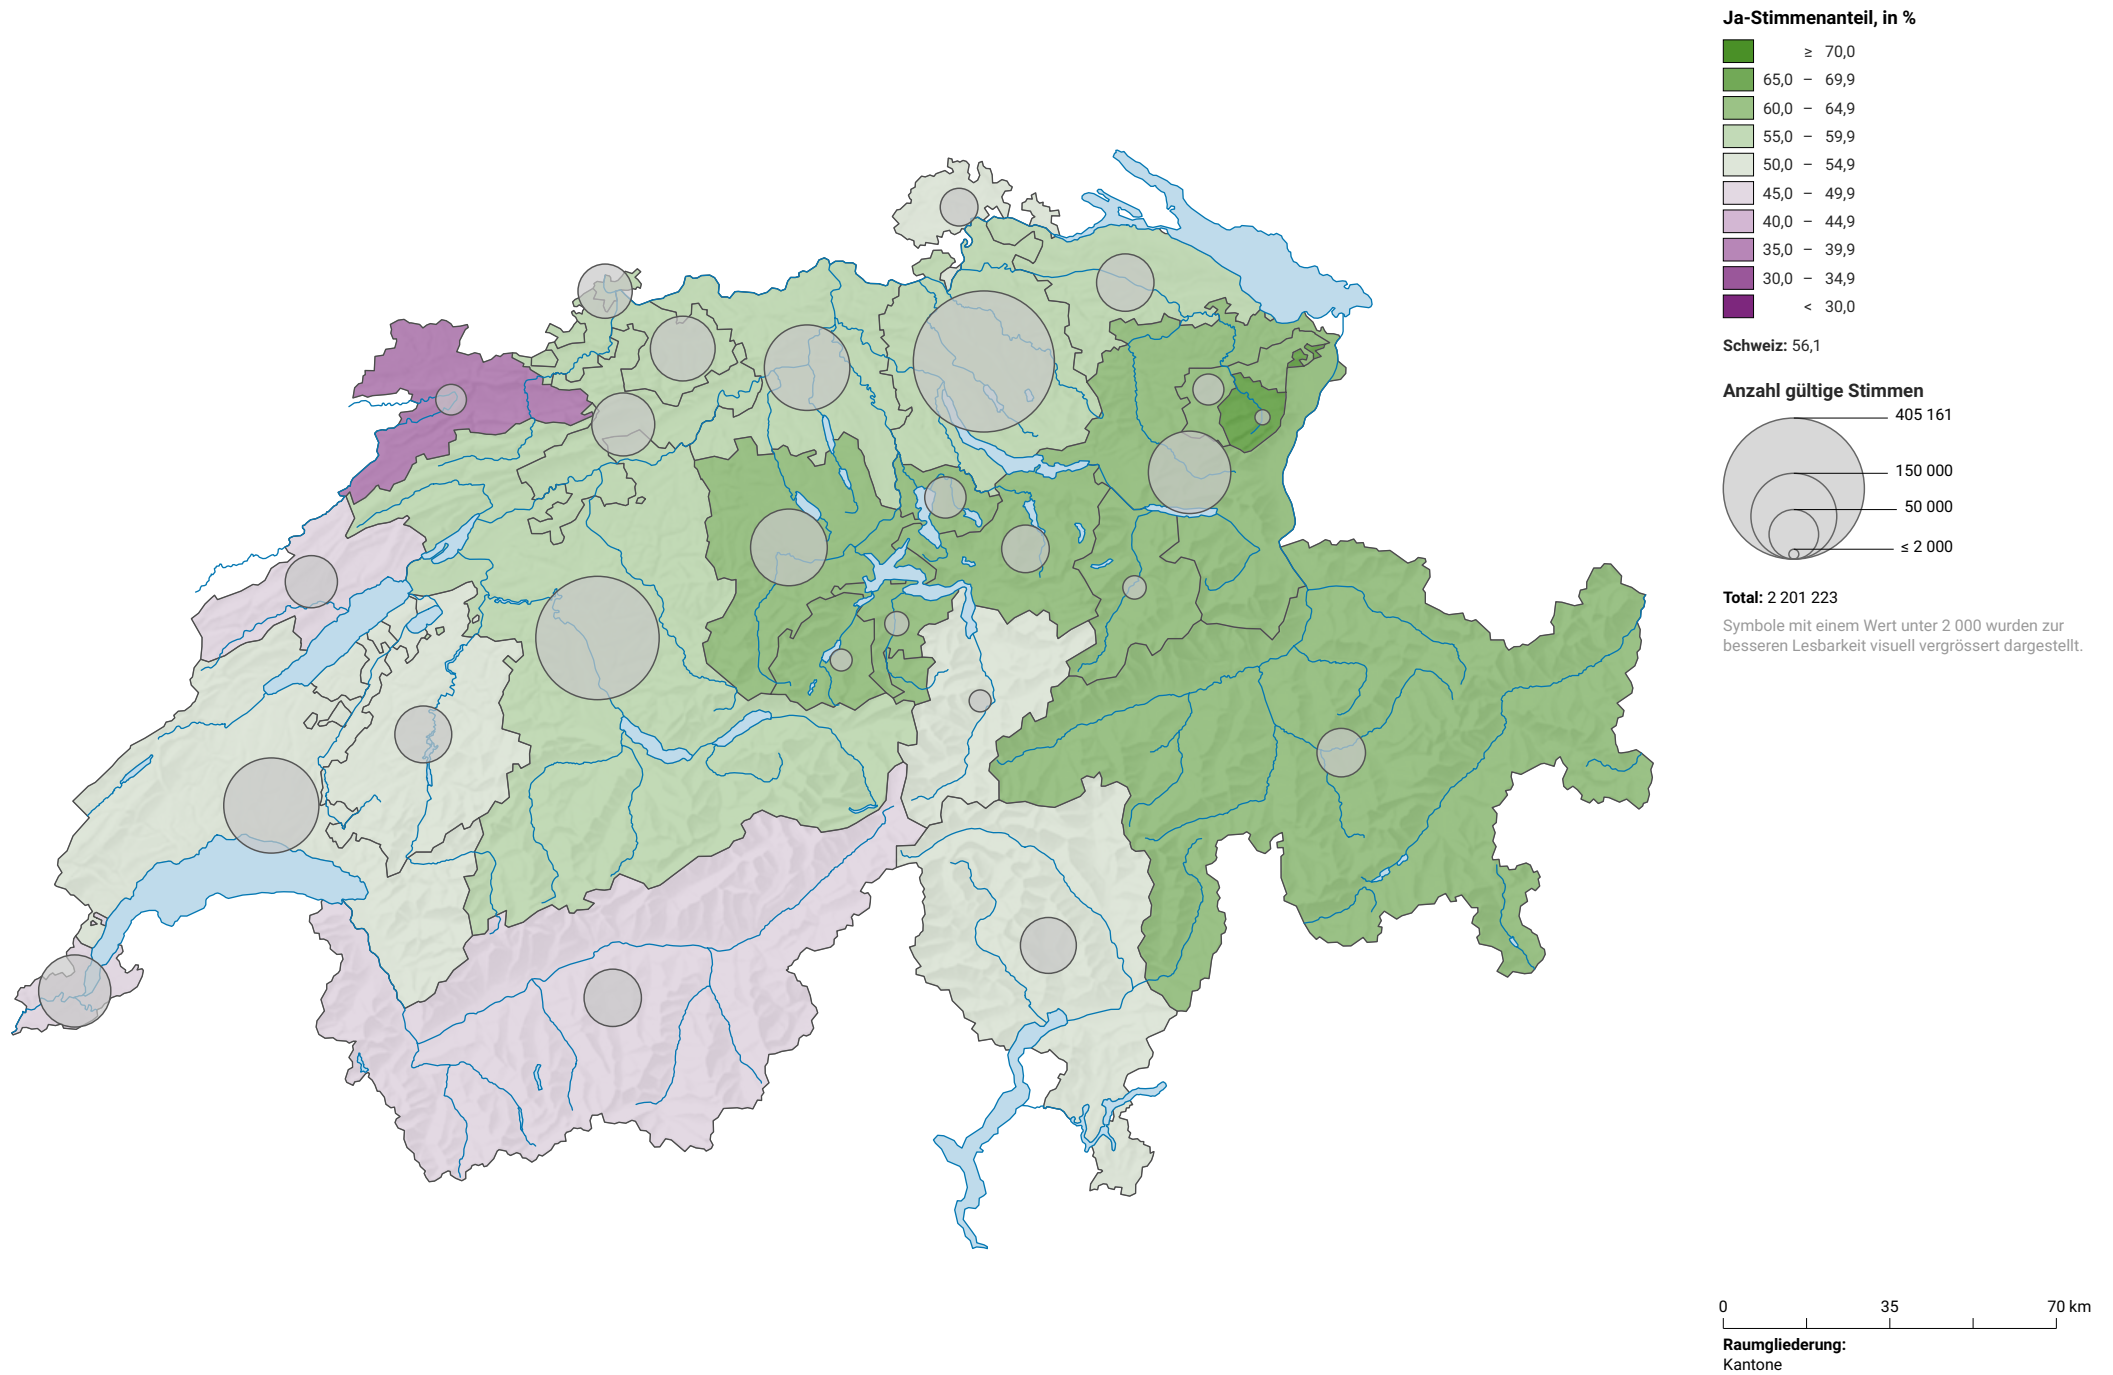 Ja-Stimmenanteil, in %
≥ 70,0
65,0 – 69,9
60,0 – 64,9
55,0 – 59,9
50,0 – 54,9
45,0 – 49,9
40,0 – 44,9
35,0 – 39,9
30,0 – 34,9
< 30,0
Schweiz: 56,1
Anzahl gültige Stimmen
405 161
150 000
50 000
≤ 2 000
Total: 2 201 223
Symbole mit einem Wert unter 2 000 wurden zur
besseren Lesbarkeit visuell vergrössert dargestellt.
0 35 70 km
Raumgliederung:
Kantone